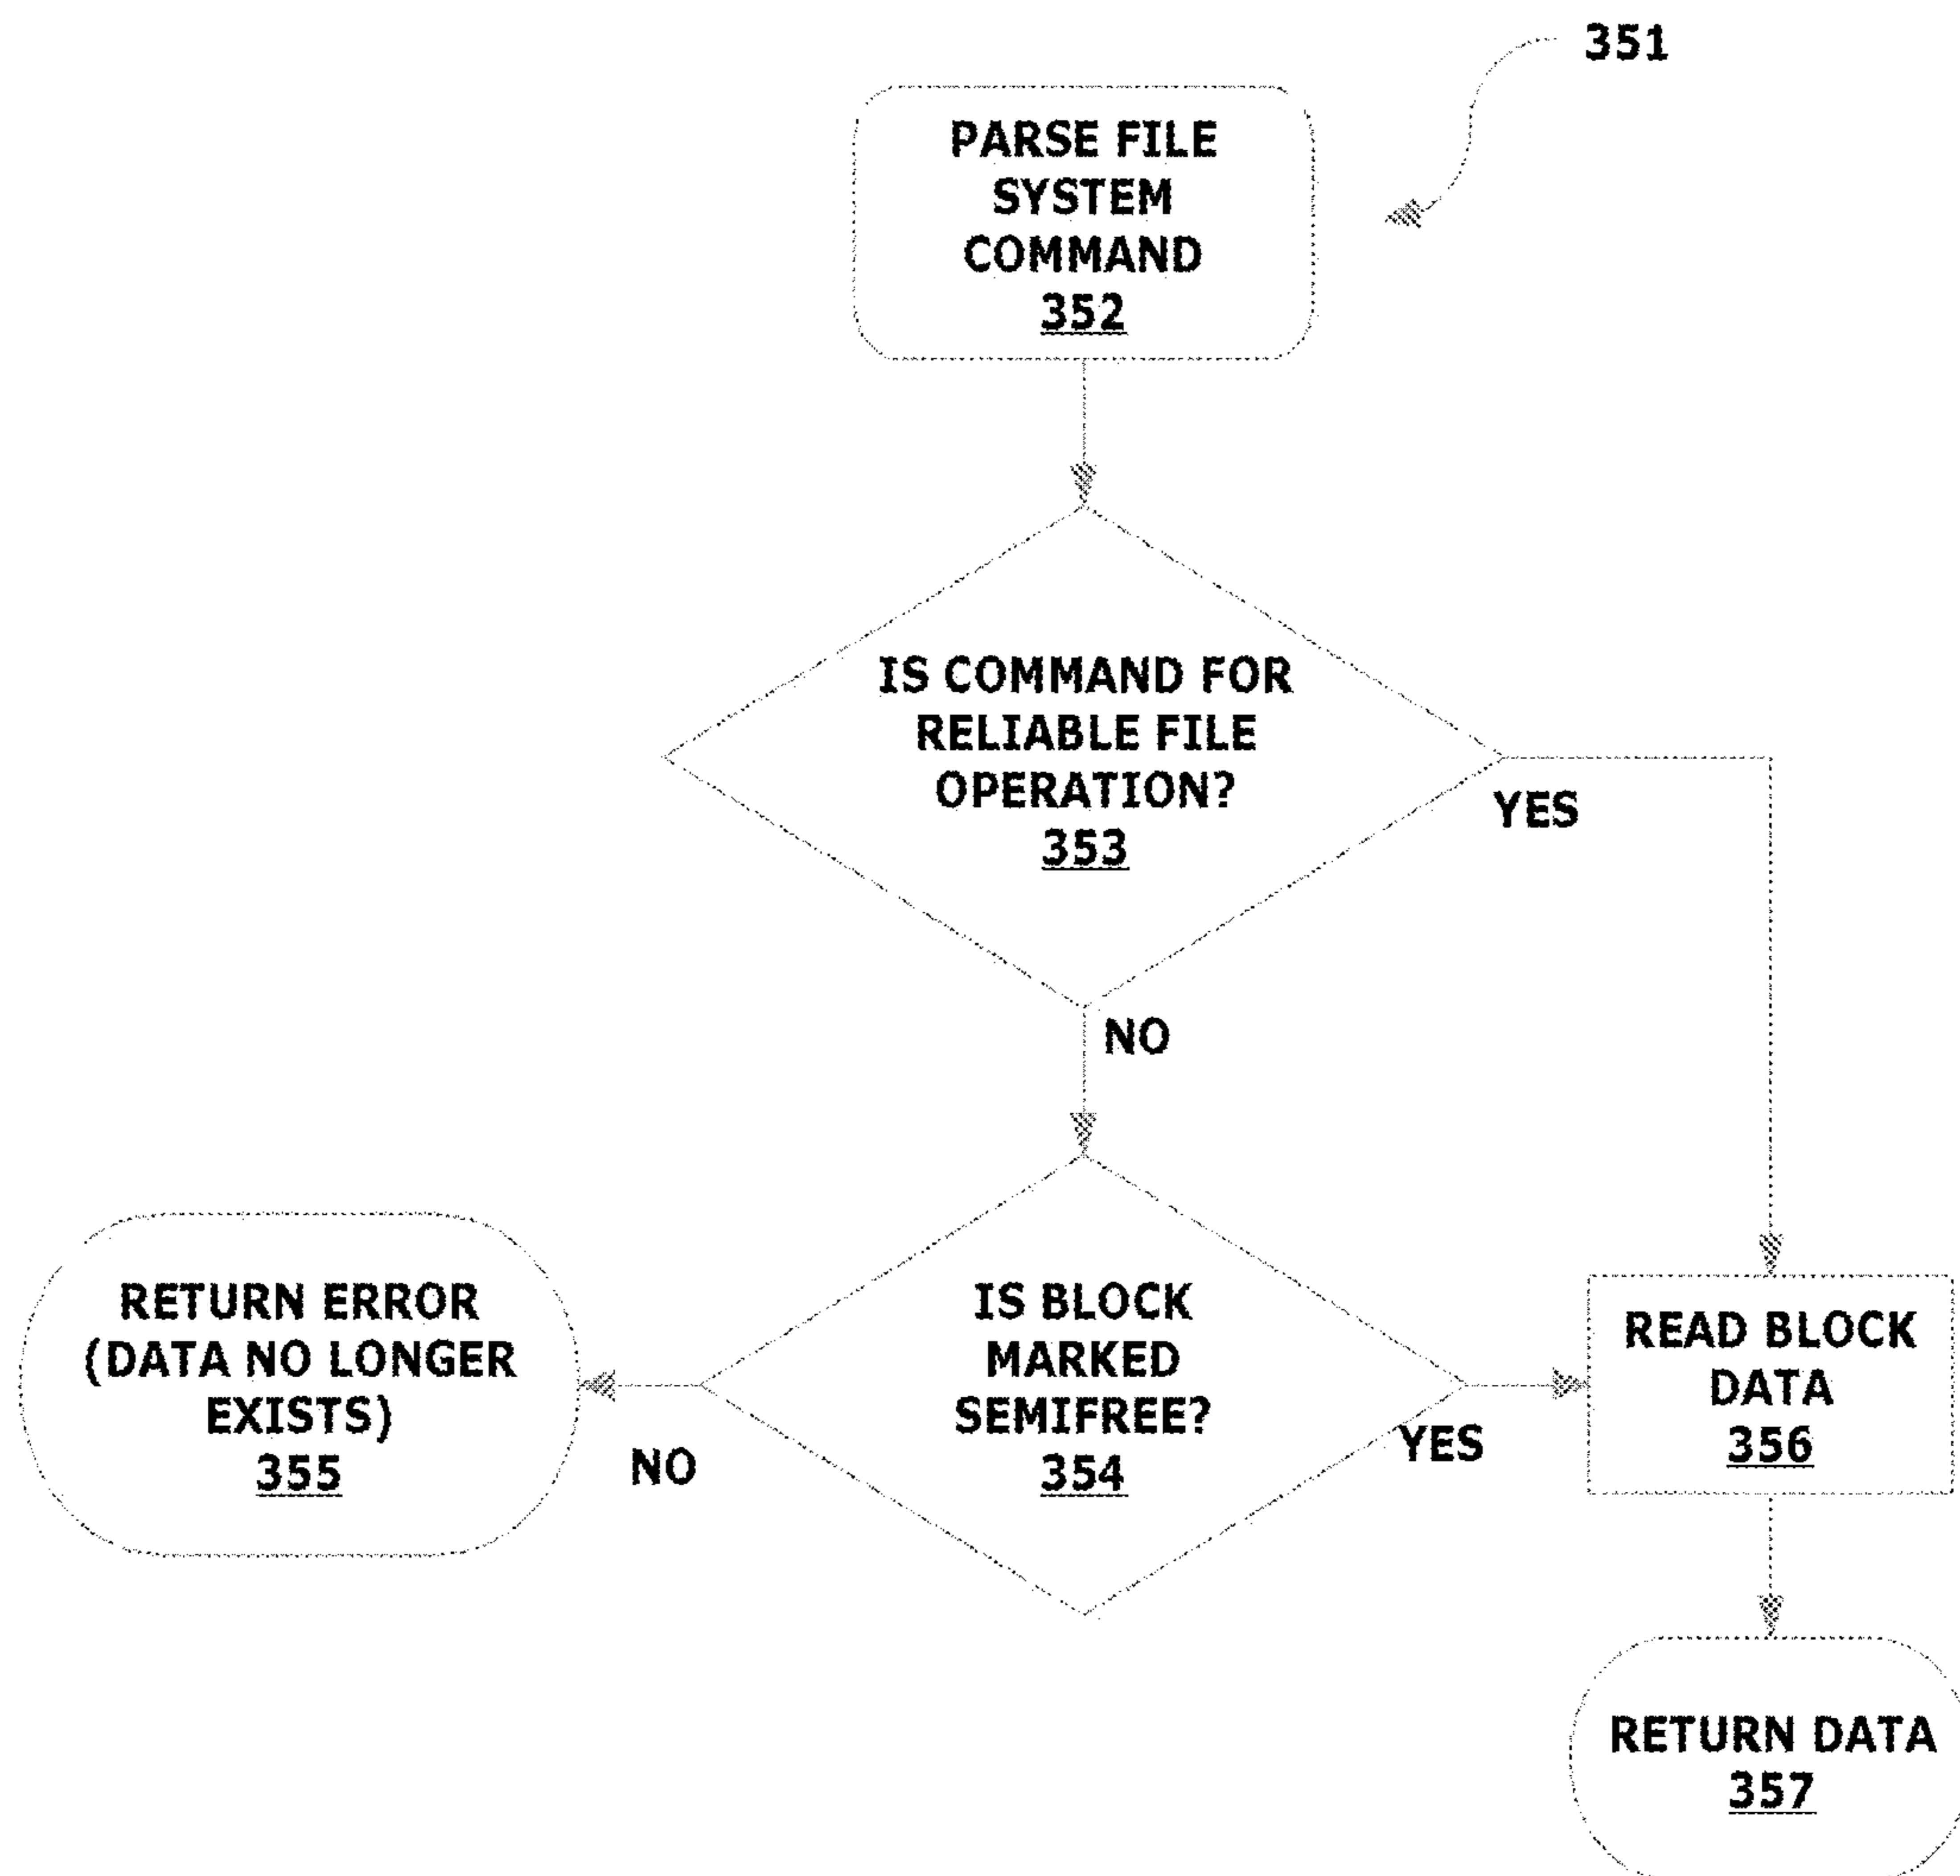 351
PARSE FILE
SYSTEM
COMMAND
352
IS COMMAND FOR
RELIABLE FILE
OPERATION?
353
YES
NO
RETURN ERROR
(DATA NO LONGER
EXISTS)
355
NO
IS BLOCK
MARKED
SEMIFREE?
354
YES
READ BLOCK
DATA
356
RETURN DATA
357